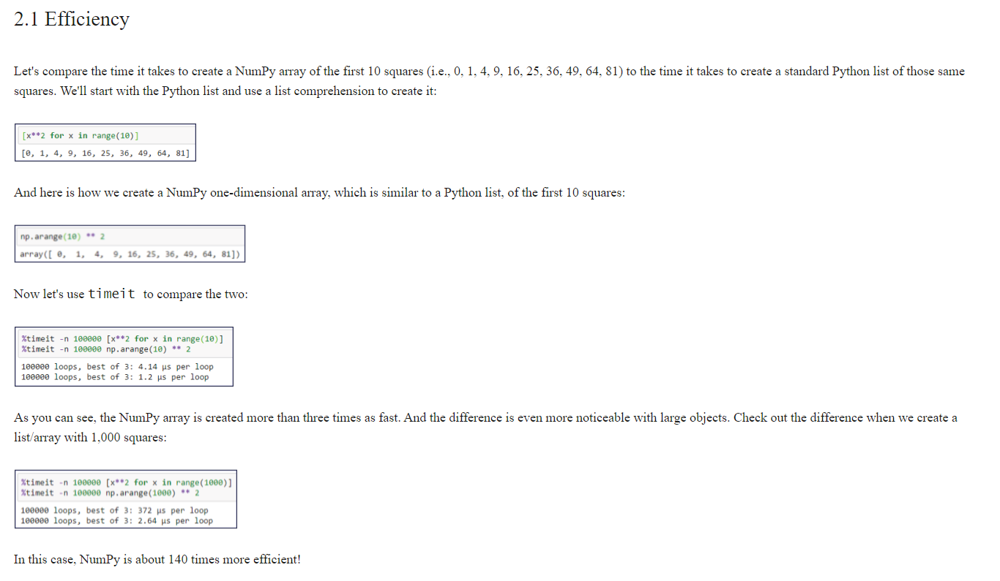 2.1 Efficiency
Let's compare the time it takes to create a NumPy array of the first 10 squares (i.e., 0, 1, 4, 9, 16, 25, 36, 49, 64, 81) to the time it takes to create a standard Python list of those same
squares. We'll start with the Python list and use a list comprehension to create it:
[x**2 for x in range(10)]
[0, 1, 4, 9, 16, 25, 36, 49, 64, 81]
And here is how we create a NumPy one-dimensional array, which is similar to a Python list, of the first 10 squares:
np.arange(10) ** 2
array([ 0,  1,  4,  9, 16, 25, 36, 49, 64, 81])
Now let's use timeit to compare the two:
%timeit -n 100000 [x**2 for x in range(10)]
%timeit -n 100000 np.arange(10) ** 2
100000 loops, best of 3: 4.14 µs per loop
100000 loops, best of 3: 1.2 µs per loop
As you can see, the NumPy array is created more than three times as fast. And the difference is even more noticeable with large objects. Check out the difference when we create a
list/array with 1,000 squares:
%timeit -n 100000 [x**2 for x in range(1000)]
%timeit -n 100000 np.arange(1000) ** 2
100000 loops, best of 3: 372 µs per loop
100000 loops, best of 3: 2.64 µs per loop
In this case, NumPy is about 140 times more efficient!